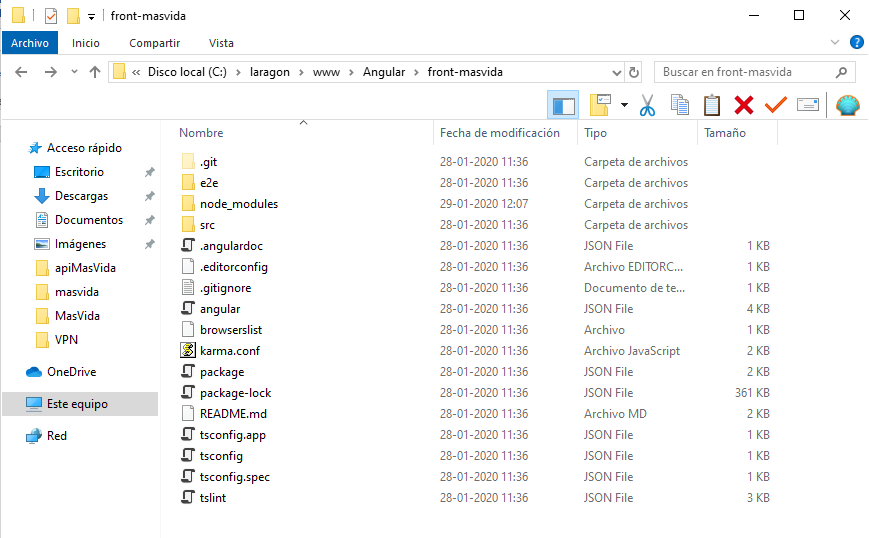 front-masvida
Archivo Inicio Compartir Vista
« Disco local (C:) › laragon › www › Angular › front-masvida
Buscar en front-masvida
Nombre Fecha de modificación Tipo Tamaño
Acceso rápido
Escritorio
Descargas
Documentos
Imágenes
apiMasVida
masvida
MasVida
VPN
OneDrive
Este equipo
Red
.git 28-01-2020 11:36 Carpeta de archivos
e2e 28-01-2020 11:36 Carpeta de archivos
node_modules 29-01-2020 12:07 Carpeta de archivos
src 28-01-2020 11:36 Carpeta de archivos
.angulardoc 28-01-2020 11:36 JSON File 1 KB
.editorconfig 28-01-2020 11:36 Archivo EDITORC... 1 KB
.gitignore 28-01-2020 11:36 Documento de te... 1 KB
angular 28-01-2020 11:36 JSON File 4 KB
browserslist 28-01-2020 11:36 Archivo 1 KB
karma.conf 28-01-2020 11:36 Archivo JavaScript 2 KB
package 28-01-2020 11:36 JSON File 2 KB
package-lock 28-01-2020 11:36 JSON File 361 KB
README.md 28-01-2020 11:36 Archivo MD 2 KB
tsconfig.app 28-01-2020 11:36 JSON File 1 KB
tsconfig 28-01-2020 11:36 JSON File 1 KB
tsconfig.spec 28-01-2020 11:36 JSON File 1 KB
tslint 28-01-2020 11:36 JSON File 3 KB